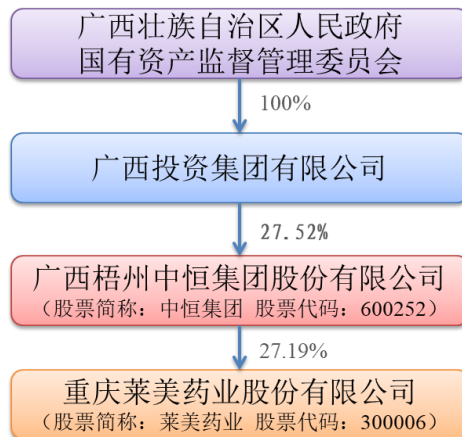 广西壮族自治区人民政府
国有资产监督管理委员会
100%
广西投资集团有限公司
27.52%
广西梧州中恒集团股份有限公司
（股票简称：中恒集团 股票代码：600252）
27.19%
重庆莱美药业股份有限公司
（股票简称：莱美药业 股票代码：300006）